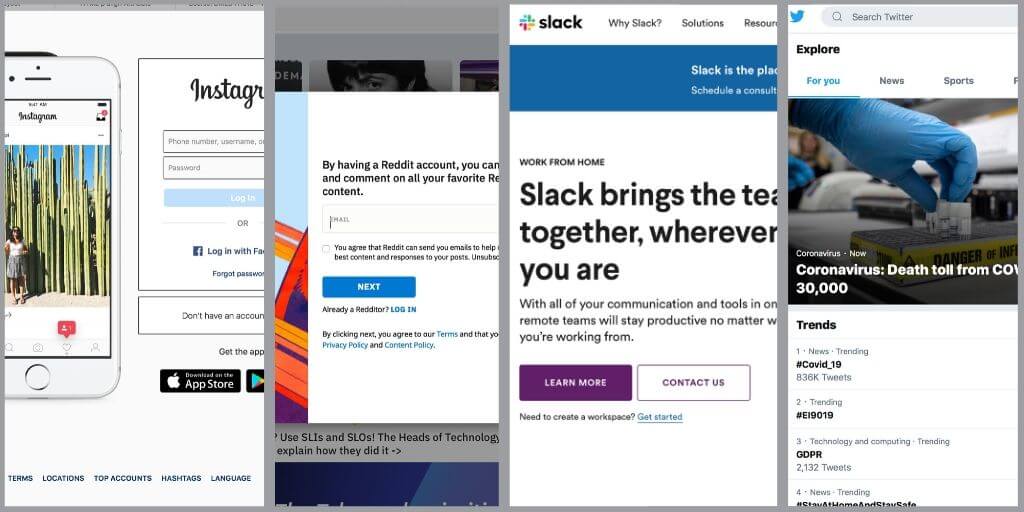 Instagr
9:41 AM
Instagram
Phone number, username, o
Password
Log In
OR
Log in with Fa
Forgot passwor
Don't have an accoun
Get the app
Download on the
App Store
TERMS LOCATIONS TOP ACCOUNTS HASHTAGS LANGUAGE
DEMA
By having a Reddit account, you can
and comment on all your favorite Re
content.
EMAIL
You agree that Reddit can send you emails to help
best content and responses to your posts. Unsubsc
NEXT
Already a Redditor? LOG IN
By clicking next, you agree to our Terms and that you
Privacy Policy and Content Policy.
? Use SLIs and SLOs! The Heads of Technology
explain how they did it ->
slack
Why Slack? Solutions Resour
Slack is the plac
Schedule a consult
WORK FROM HOME
Slack brings the tea
together, wherever
you are
With all of your communication and tools in on
remote teams will stay productive no matter w
you're working from.
LEARN MORE CONTACT US
Need to create a workspace? Get started
Search Twitter
Explore
For you News Sports F
DANGER OF INF
Coronavirus · Now
Coronavirus: Death toll from COV
30,000
Trends
1 · News · Trending
#Covid_19
836K Tweets
2 · Trending
#EI9019
3 · Technology and computing · Trending
GDPR
2,132 Tweets
4 · News · Trending
#StayAtHomeAndStaySafe